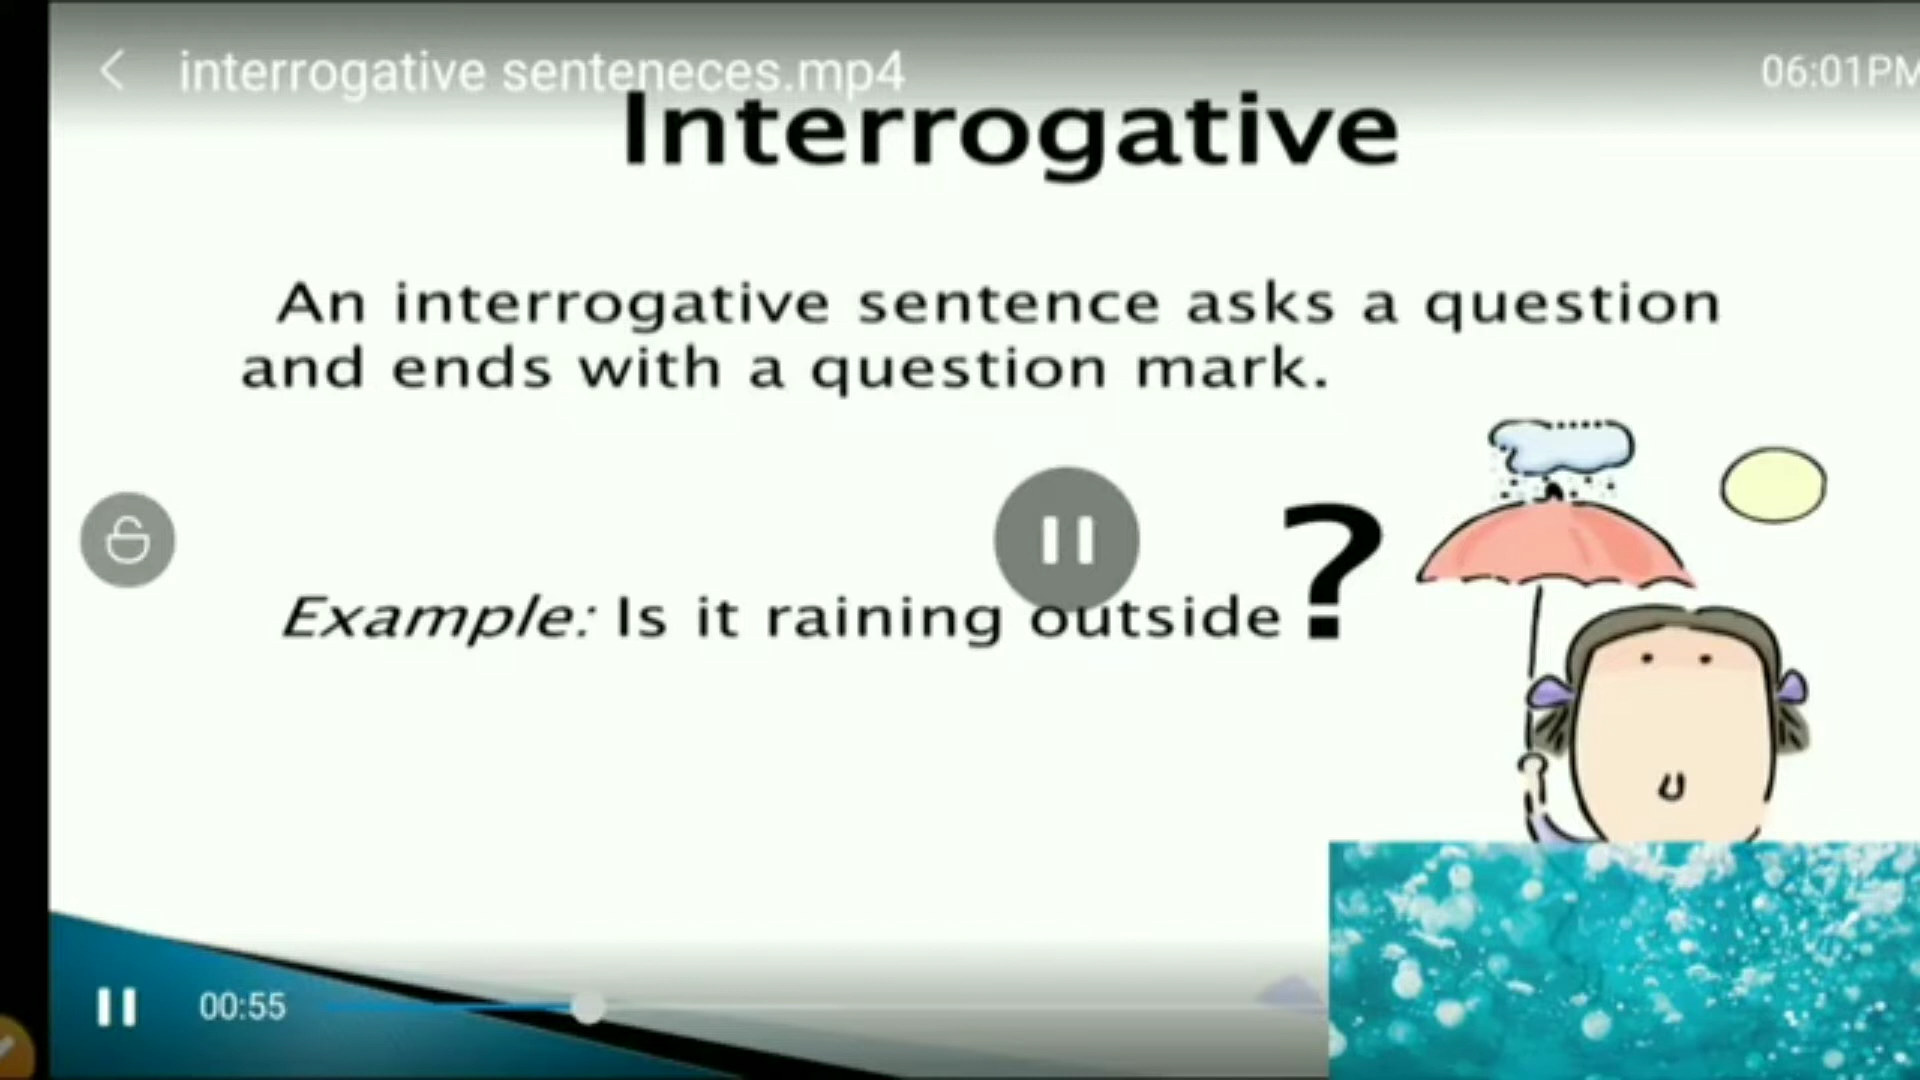 interrogative senteneces.mp4
06:01PM
Interrogative
An interrogative sentence asks a question
and ends with a question mark.
Example: Is it raining outside?
00:55